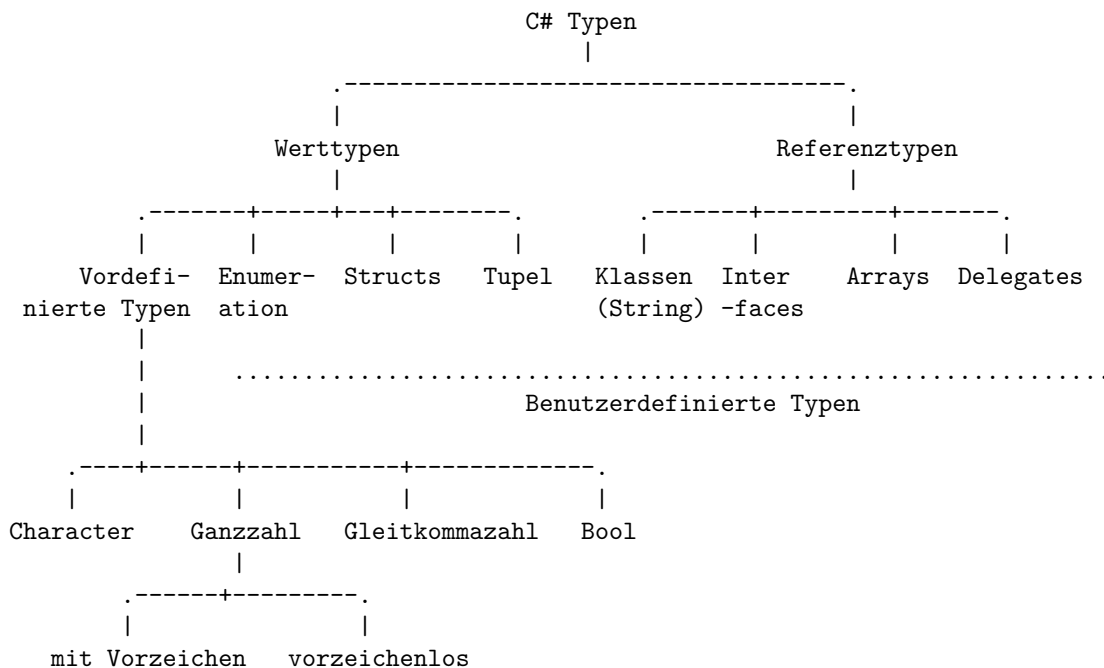 C# Typen
Werttypen Referenztypen
Vordefi- Enumer- Structs Tupel Klassen Inter Arrays Delegates
nierte Typen ation (String) -faces
Benutzerdefinierte Typen
Character Ganzzahl Gleitkommazahl Bool
mit Vorzeichen vorzeichenlos